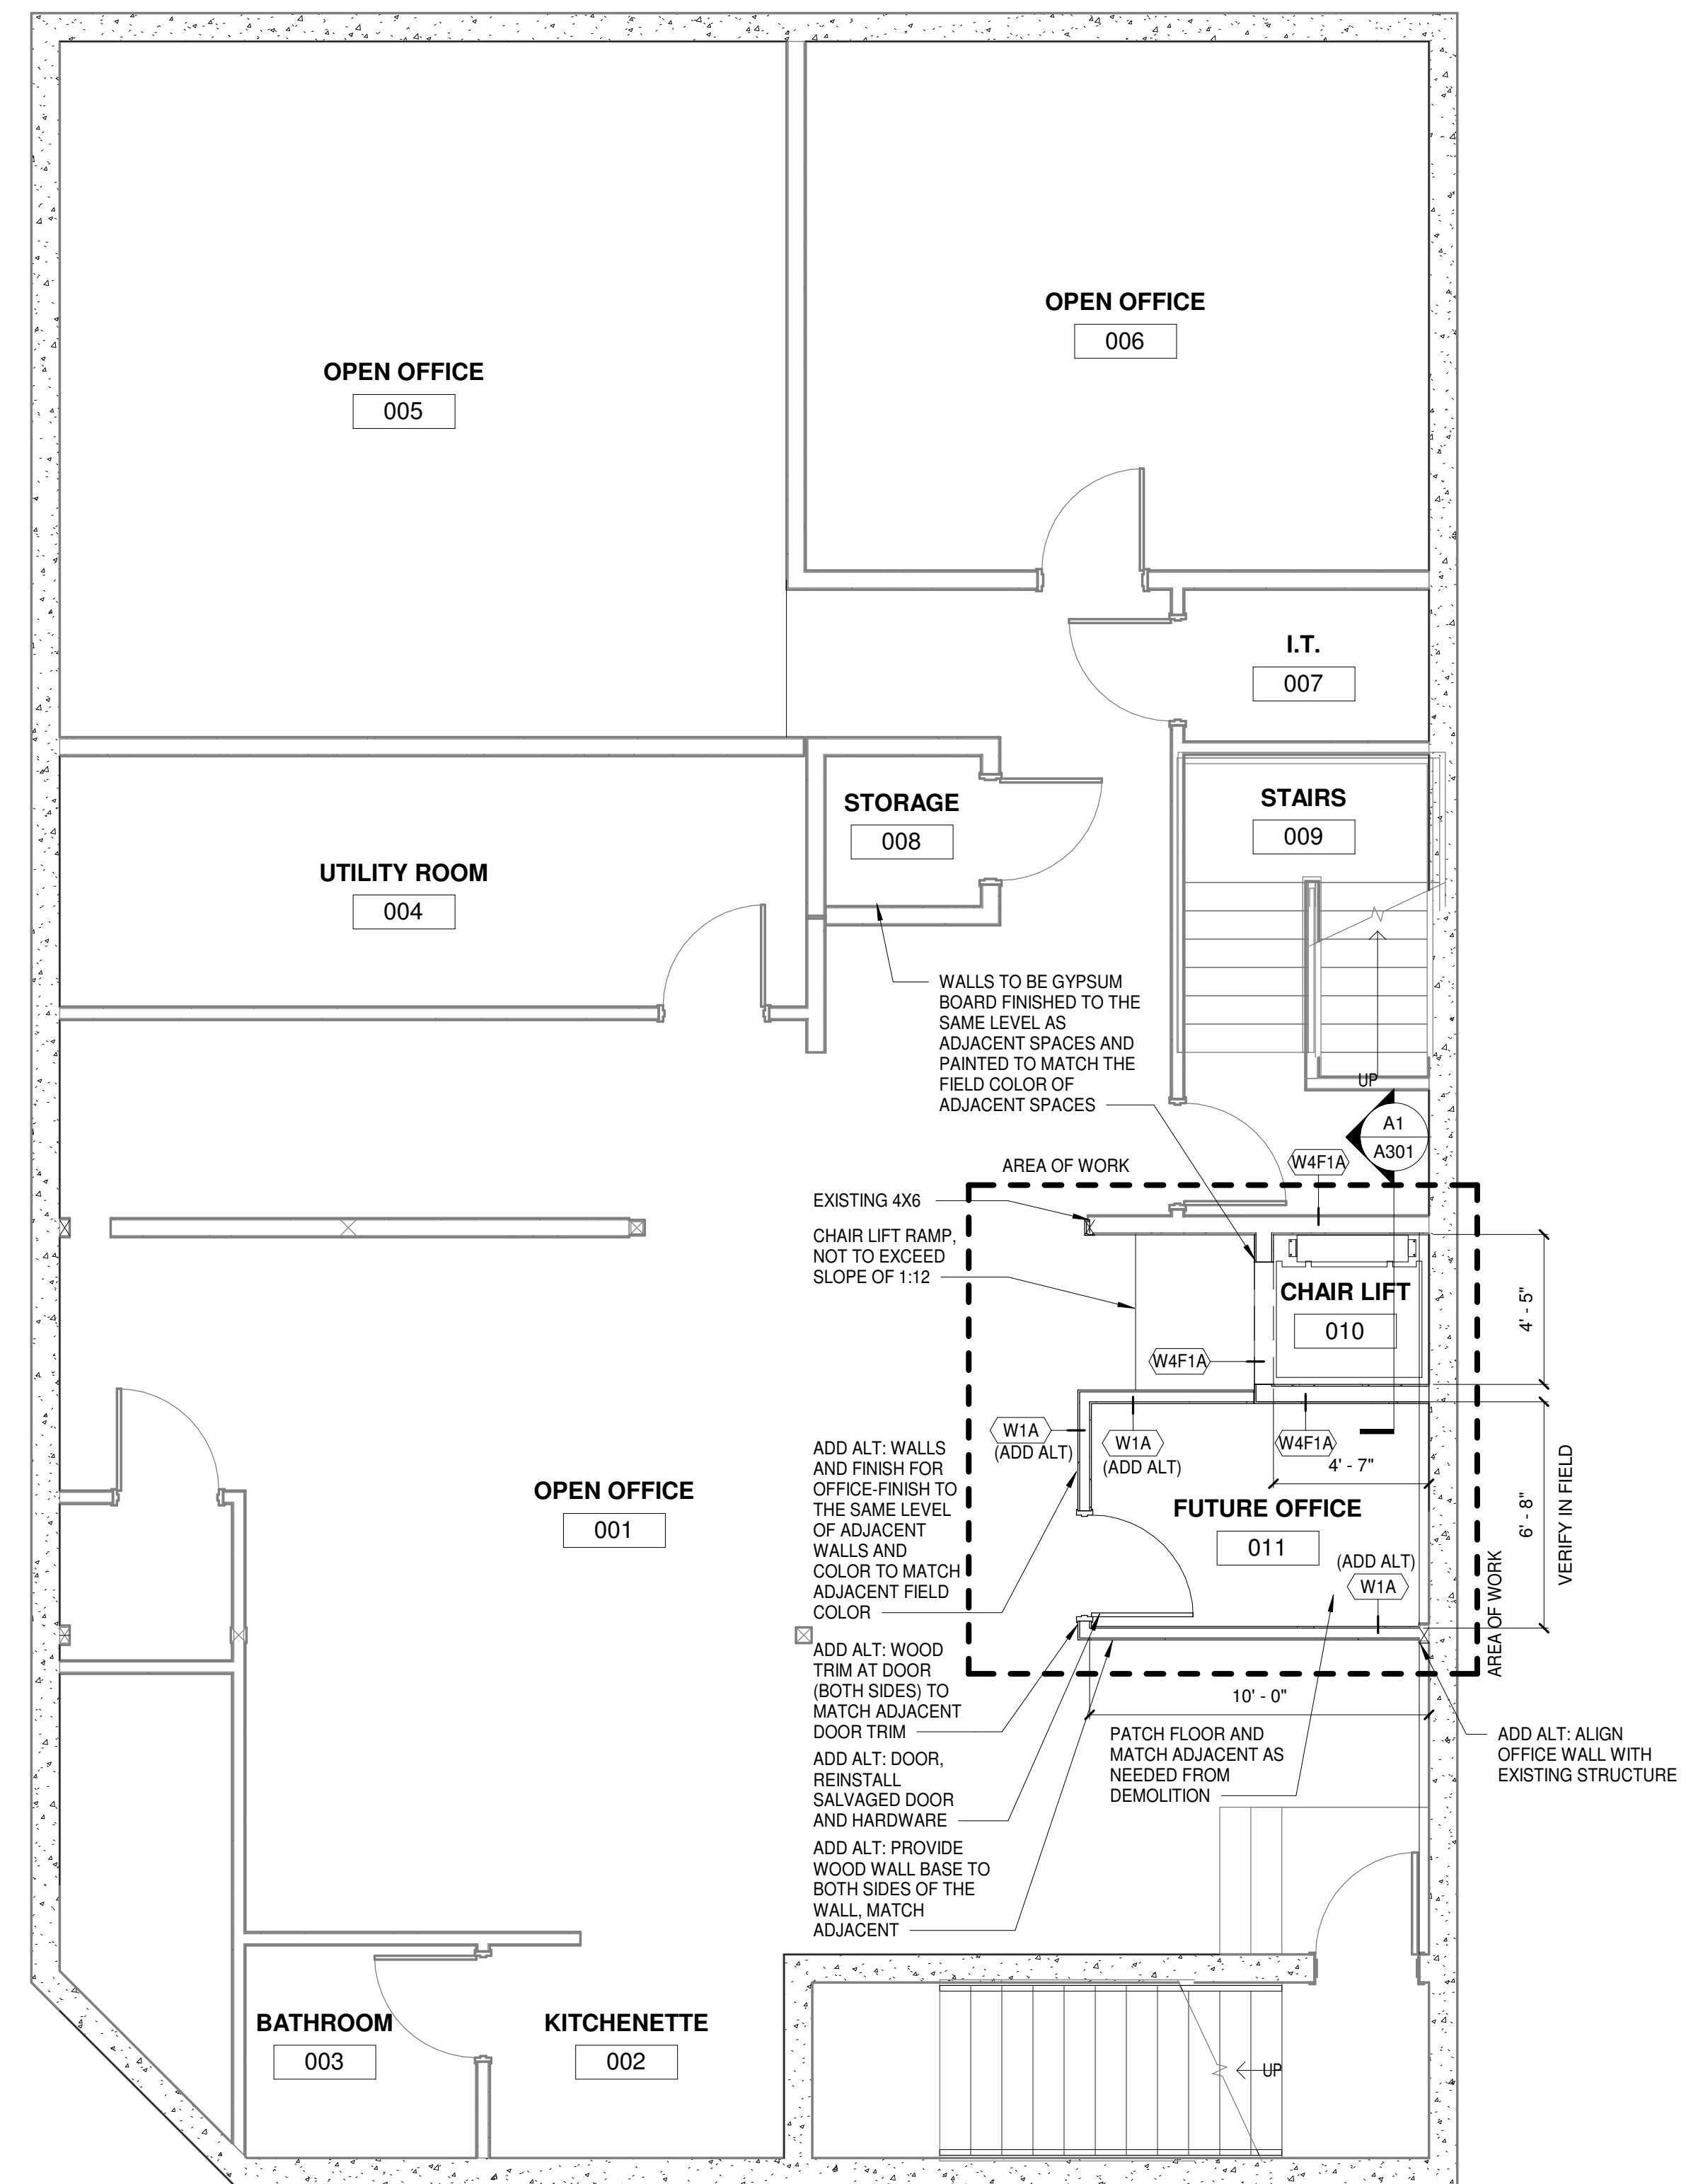 OPEN OFFICE
006
OPEN OFFICE
005
I.T.
007
STAIRS
009
STORAGE
008
UTILITY ROOM
004
WALLS TO BE GYPSUM
BOARD FINISHED TO THE
SAME LEVEL AS
ADJACENT SPACES AND
PAINTED TO MATCH THE
FIELD COLOR OF
ADJACENT SPACES
UP
A1
A301
W4F1A
AREA OF WORK
EXISTING 4X6
CHAIR LIFT RAMP,
NOT TO EXCEED
SLOPE OF 1:12
CHAIR LIFT
010
4' - 5"
W4F1A
W1A
(ADD ALT)
W1A
(ADD ALT)
W4F1A
4' - 7"
ADD ALT: WALLS
AND FINISH FOR
OFFICE-FINISH TO
THE SAME LEVEL
OF ADJACENT
WALLS AND
COLOR TO MATCH
ADJACENT FIELD
COLOR
OPEN OFFICE
001
FUTURE OFFICE
011
(ADD ALT)
W1A
6' - 8"
VERIFY IN FIELD
AREA OF WORK
ADD ALT: WOOD
TRIM AT DOOR
(BOTH SIDES) TO
MATCH ADJACENT
DOOR TRIM
10' - 0"
PATCH FLOOR AND
MATCH ADJACENT AS
NEEDED FROM
DEMOLITION
ADD ALT: ALIGN
OFFICE WALL WITH
EXISTING STRUCTURE
ADD ALT: DOOR,
REINSTALL
SALVAGED DOOR
AND HARDWARE
ADD ALT: PROVIDE
WOOD WALL BASE TO
BOTH SIDES OF THE
WALL, MATCH
ADJACENT
BATHROOM
003
KITCHENETTE
002
UP